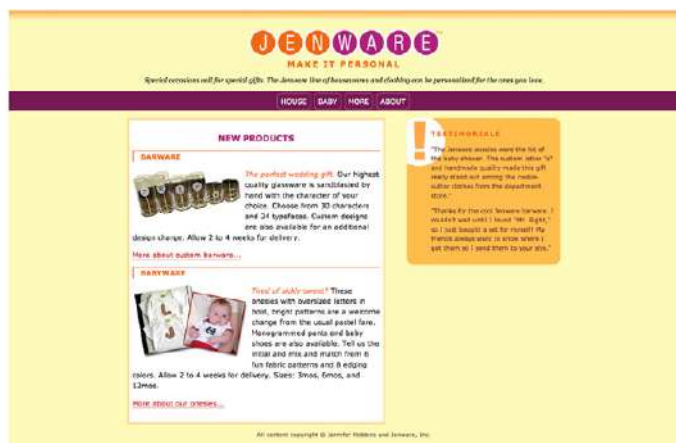 JENWARE
MAKE IT PERSONAL
Special occasions call for special gifts. The Jenware line of housewares and clothing can be personalized for the ones you love.
HOUSE BABY MORE ABOUT
NEW PRODUCTS
BARWARE
The perfect wedding gift. Our highest
quality glassware is sandblasted by
hand with the character of your
choice. Choose from 30 characters
and 24 typefaces. Custom designs
are also available for an additional
design charge. Allow 2 to 4 weeks for delivery.
More about custom barware...
BABYWARE
Tired of sickly sweet? These
onesies with oversized letters in
bright patterns are a welcome
change from the usual pastel fare.
Monogrammed pants and baby
shoes are also available. Tell us the
initial and mix and match from 6
fun fabric patterns and 8 edging
colors. Allow 2 to 4 weeks for delivery. Sizes: 3mos, 6mos, and
12mos.
More about our onesies...
!
TESTIMONIALS
"The Jenware onesies were the hit of
the baby shower. The custom letter
and handmade quality made this gift
really stand out among the cookie-
cutter clothes from the department
store."
"Thanks for the cool Jenware barware. I
couldn't wait until I found "Mr. Right,"
so I just bought a set for myself! My
friends always want to know where I
got them so I send them to your site."
All content copyright © Jennifer Robbins and Jenware, Inc.